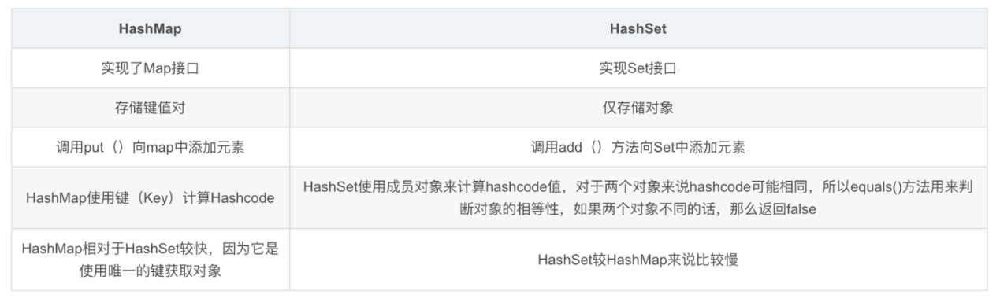 HashMap
HashSet
实现了Map接口
实现Set接口
存储键值对
仅存储对象
调用put（）向map中添加元素
调用add（）方法向Set中添加元素
HashMap使用键（Key）计算Hashcode
HashSet使用成员对象来计算hashcode值，对于两个对象来说hashcode可能相同，所以equals()方法用来判
断对象的相等性，如果两个对象不同的话，那么返回false
HashMap相对于HashSet较快，因为它是
使用唯一的键获取对象
HashSet较HashMap来说比较慢